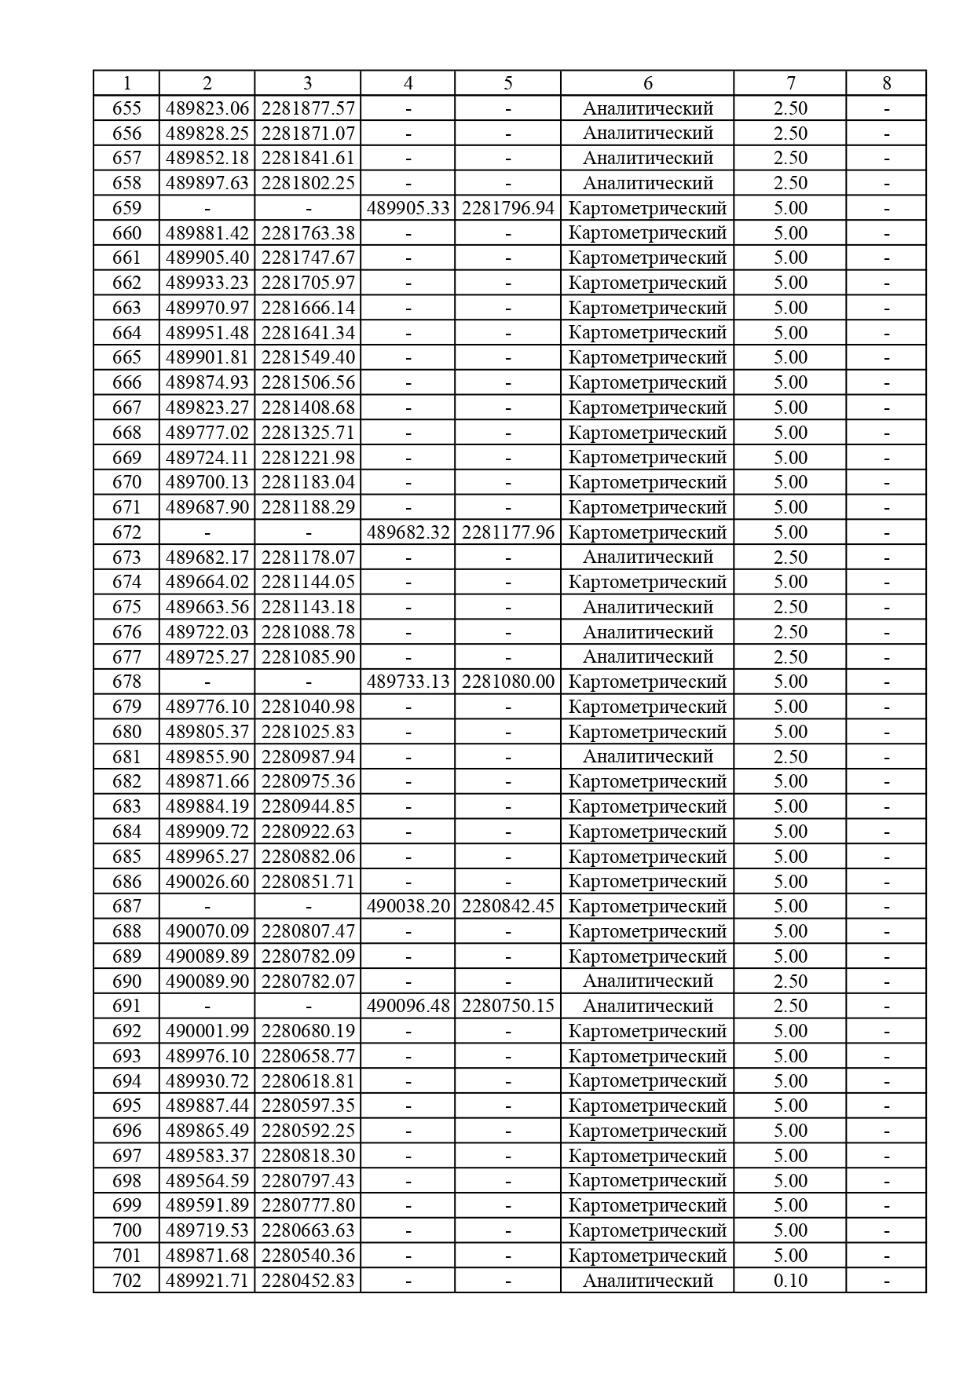 1 2 3 4 5 6 7 8
655 489823.06 2281877.57 - - Аналитический 2.50 -
656 489828.25 2281871.07 - - Аналитический 2.50 -
657 489852.18 2281841.61 - - Аналитический 2.50 -
658 489897.63 2281802.25 - - Аналитический 2.50 -
659 - - 489905.33 2281796.94 Картометрический 5.00 -
660 489881.42 2281763.38 - - Картометрический 5.00 -
661 489905.40 2281747.67 - - Картометрический 5.00 -
662 489933.23 2281705.97 - - Картометрический 5.00 -
663 489970.97 2281666.14 - - Картометрический 5.00 -
664 489951.48 2281641.34 - - Картометрический 5.00 -
665 489901.81 2281549.40 - - Картометрический 5.00 -
666 489874.93 2281506.56 - - Картометрический 5.00 -
667 489823.27 2281408.68 - - Картометрический 5.00 -
668 489777.02 2281325.71 - - Картометрический 5.00 -
669 489724.11 2281221.98 - - Картометрический 5.00 -
670 489700.13 2281183.04 - - Картометрический 5.00 -
671 489687.90 2281188.29 - - Картометрический 5.00 -
672 - - 489682.32 2281177.96 Картометрический 5.00 -
673 489682.17 2281178.07 - - Аналитический 2.50 -
674 489664.02 2281144.05 - - Картометрический 5.00 -
675 489663.56 2281143.18 - - Аналитический 2.50 -
676 489722.03 2281088.78 - - Аналитический 2.50 -
677 489725.27 2281085.90 - - Аналитический 2.50 -
678 - - 489733.13 2281080.00 Картометрический 5.00 -
679 489776.10 2281040.98 - - Картометрический 5.00 -
680 489805.37 2281025.83 - - Картометрический 5.00 -
681 489855.90 2280987.94 - - Аналитический 2.50 -
682 489871.66 2280975.36 - - Картометрический 5.00 -
683 489884.19 2280944.85 - - Картометрический 5.00 -
684 489909.72 2280922.63 - - Картометрический 5.00 -
685 489965.27 2280882.06 - - Картометрический 5.00 -
686 490026.60 2280851.71 - - Картометрический 5.00 -
687 - - 490038.20 2280842.45 Картометрический 5.00 -
688 490070.09 2280807.47 - - Картометрический 5.00 -
689 490089.89 2280782.09 - - Картометрический 5.00 -
690 490089.90 2280782.07 - - Аналитический 2.50 -
691 - - 490096.48 2280750.15 Аналитический 2.50 -
692 490001.99 2280680.19 - - Картометрический 5.00 -
693 489976.10 2280658.77 - - Картометрический 5.00 -
694 489930.72 2280618.81 - - Картометрический 5.00 -
695 489887.44 2280597.35 - - Картометрический 5.00 -
696 489865.49 2280592.25 - - Картометрический 5.00 -
697 489583.37 2280818.30 - - Картометрический 5.00 -
698 489564.59 2280797.43 - - Картометрический 5.00 -
699 489591.89 2280777.80 - - Картометрический 5.00 -
700 489719.53 2280663.63 - - Картометрический 5.00 -
701 489871.68 2280540.36 - - Картометрический 5.00 -
702 489921.71 2280452.83 - - Аналитический 0.10 -